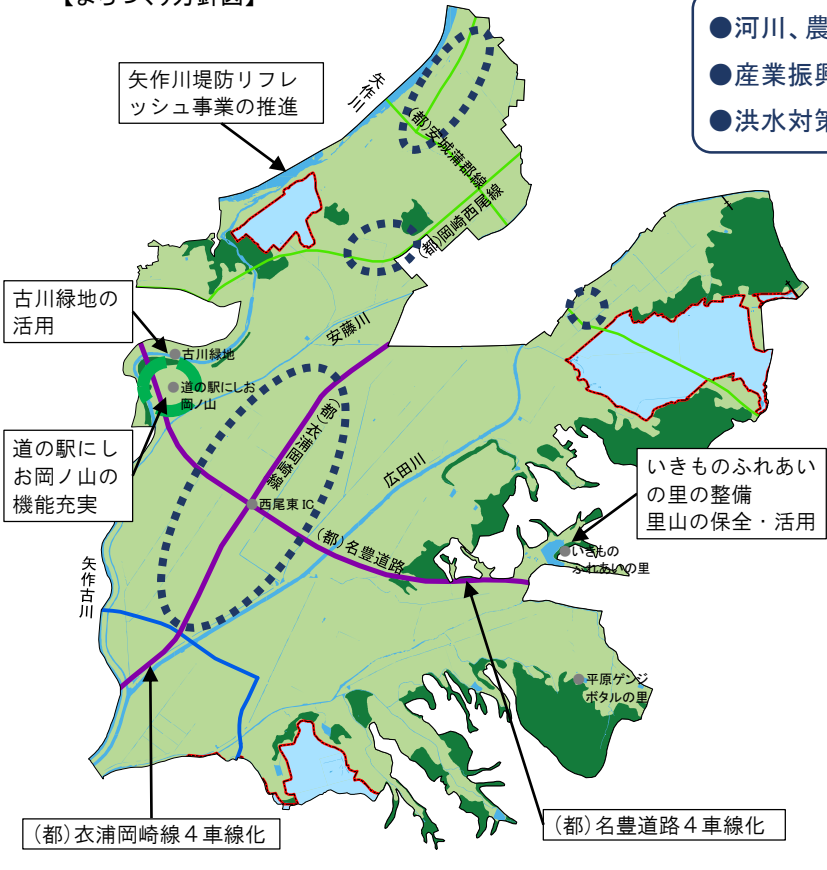 【まちづくり方針図】
●河川、農
●産業振興
●洪水対策
矢作川堤防リフレ
ッシュ事業の推進
矢作川
(都)安城蒲郡線
(都)岡崎西尾線
古川緑地の
活用
安藤川
古川緑地
道の駅にしお
岡ノ山
(都)衣浦岡崎線
道の駅にし
お岡ノ山の
機能充実
広田川
いきものふれあい
の里の整備
里山の保全・活用
西尾東IC
(都)名豊道路
いきもの
ふれあいの里
矢作古川
平原ゲンジ
ボタルの里
(都)衣浦岡崎線4車線化
(都)名豊道路4車線化